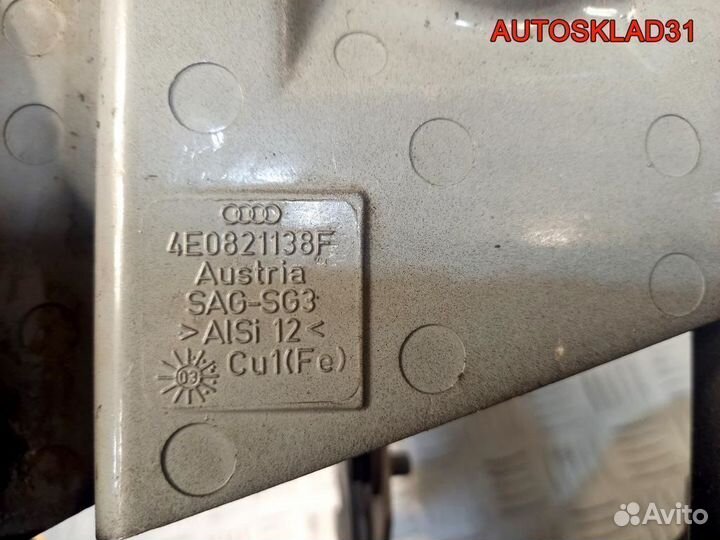 AUTOSKLAD31
4E0821138F
Austria
SAG-SG3
>AlSi 12<
Cu1(Fe)
03
Avito